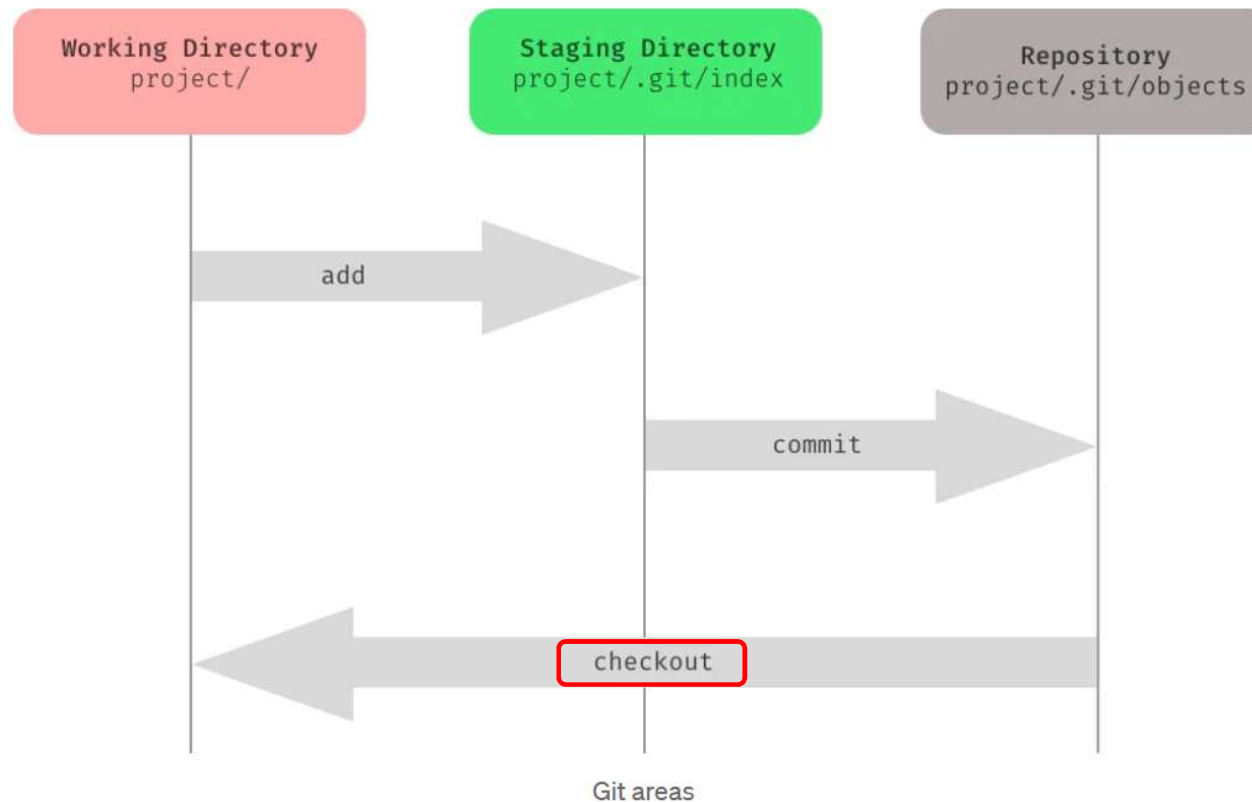 Working Directory
project/
Staging Directory
project/.git/index
Repository
project/.git/objects
add
commit
checkout
Git areas